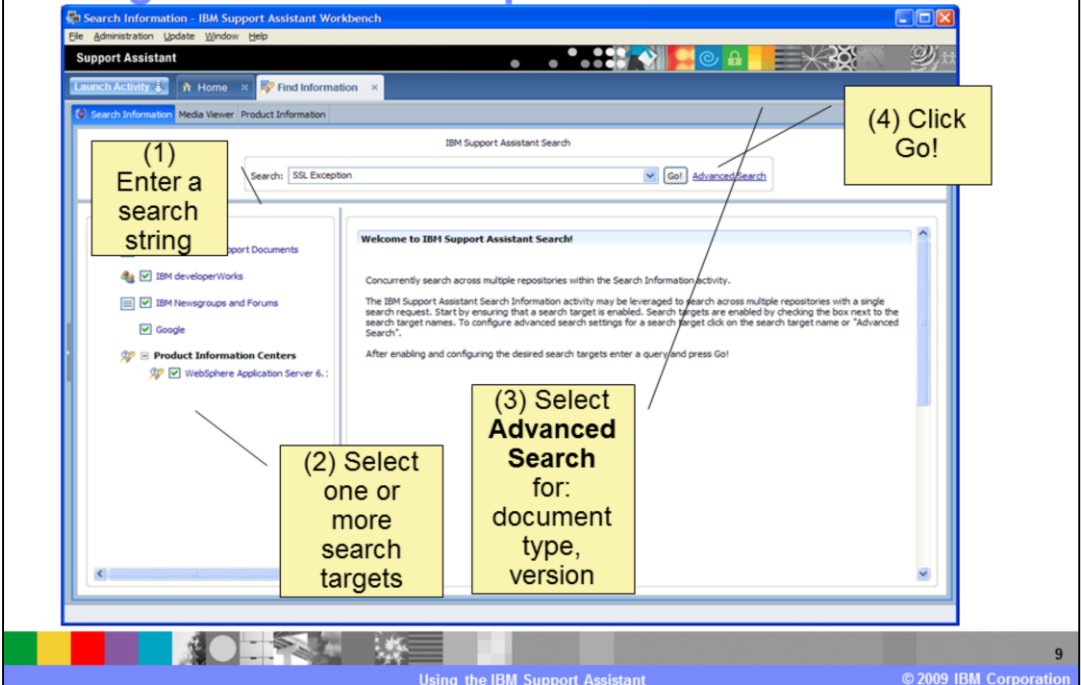 Search Information - IBM Support Assistant Workbench
File Administration Update Window Help
Support Assistant
Launch Activity Home Find Information
Search Information Media Viewer Product Information
IBM Support Assistant Search
Search: SSL Exception Go! Advanced Search
(1)
Enter a
search
string
(4) Click
Go!
Documents
IBM developerWorks
IBM Newsgroups and Forums
Google
Product Information Centers
WebSphere Application Server 6.
Welcome to IBM Support Assistant Search!
Concurrently search across multiple repositories within the Search Information activity.
The IBM Support Assistant Search Information activity may be leveraged to search across multiple repositories with a single
search request. Start by ensuring that a search target is enabled. Search targets are enabled by checking the box next to the
search target names. To configure advanced search settings for a search target click on the search target name or "Advanced
Search".
After enabling and configuring the desired search targets enter a query and press Go!
(2) Select
one or
more
search
targets
(3) Select
Advanced
Search
for:
document
type,
version
9
Using the IBM Support Assistant
© 2009 IBM Corporation